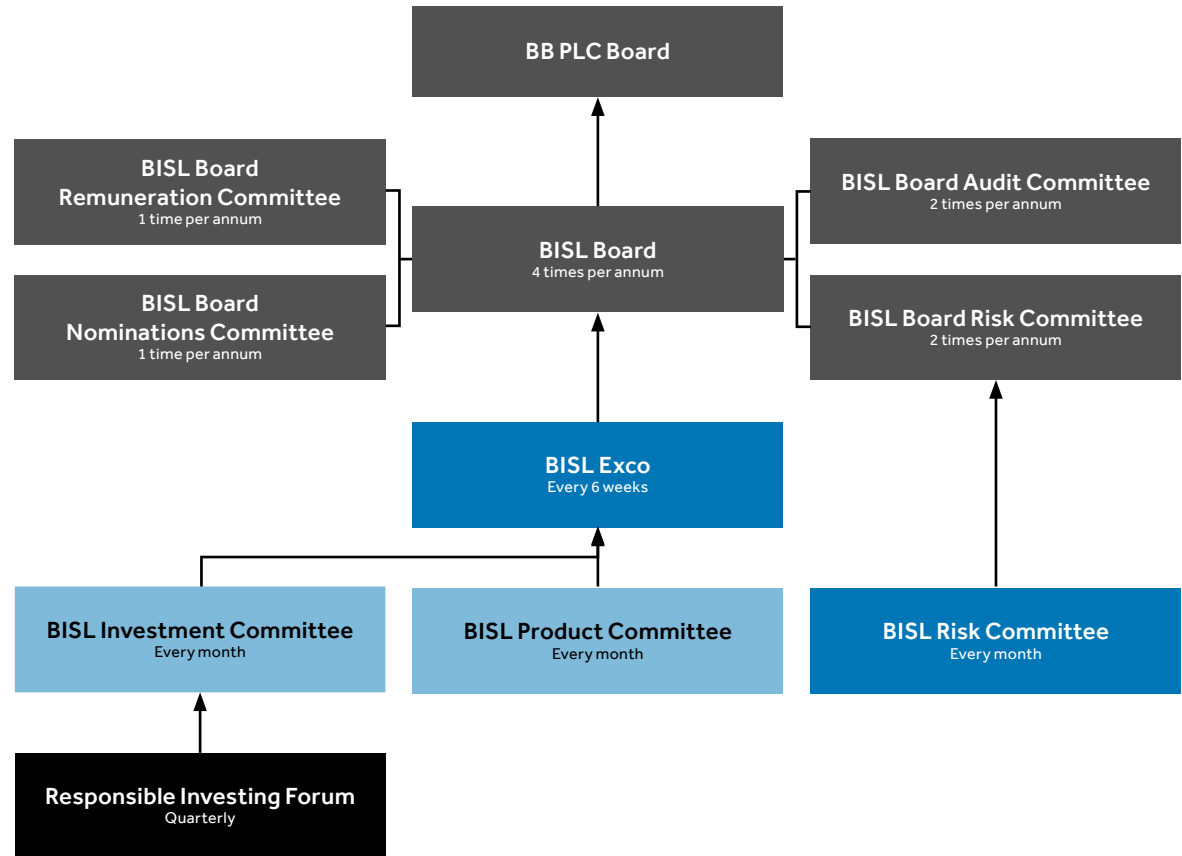 BB PLC Board
BISL Board
Remuneration Committee
1 time per annum
BISL Board Audit Committee
2 times per annum
BISL Board
4 times per annum
BISL Board
Nominations Committee
1 time per annum
BISL Board Risk Committee
2 times per annum
BISL Exco
Every 6 weeks
BISL Investment Committee
Every month
BISL Product Committee
Every month
BISL Risk Committee
Every month
Responsible Investing Forum
Quarterly